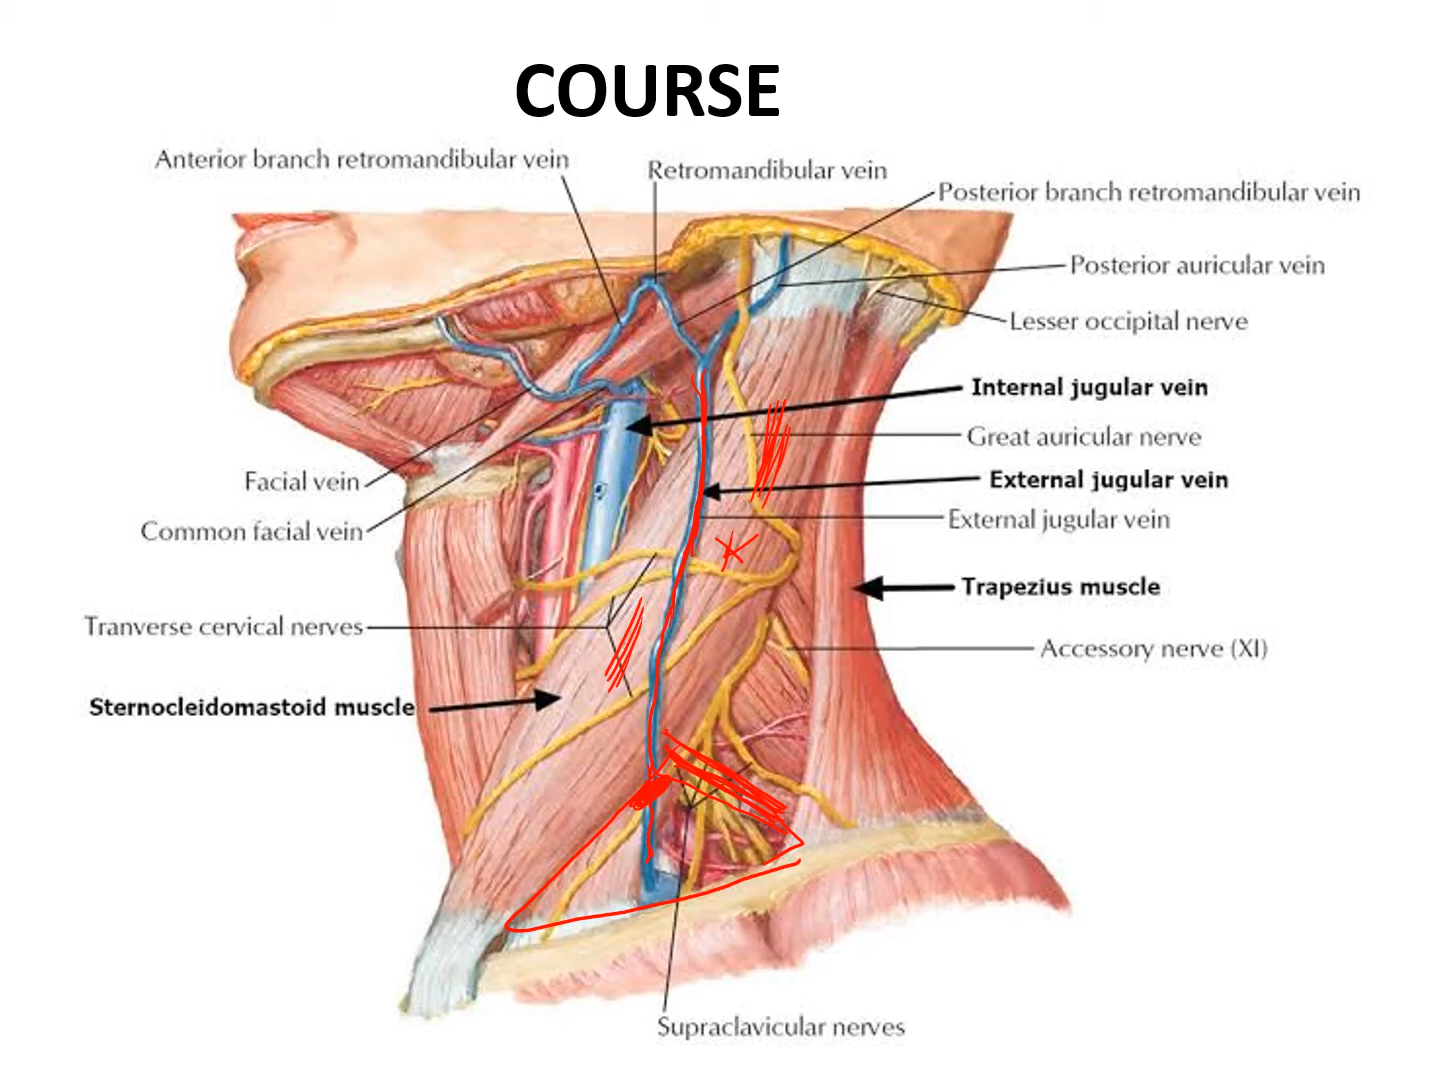 COURSE
Anterior branch retromandibular vein
Retromandibular vein
Posterior branch retromandibular vein
Posterior auricular vein
Lesser occipital nerve
Internal jugular vein
Great auricular nerve
External jugular vein
External jugular vein
Facial vein
Common facial vein
Trapezius muscle
Tranverse cervical nerves
Accessory nerve (XI)
Sternocleidomastoid muscle
Supraclavicular nerves